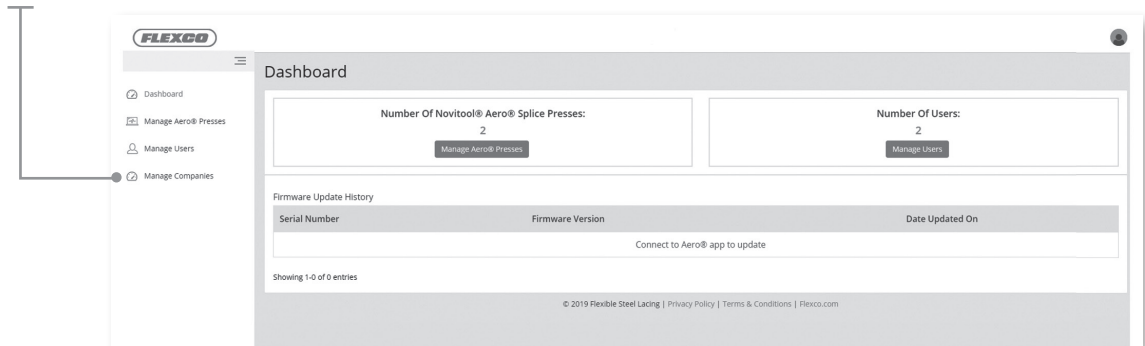 FLEXCO
Dashboard
Dashboard
Manage Aero® Presses
Manage Users
Manage Companies
Number Of Novitool® Aero® Splice Presses:
2
Manage Aero® Presses
Number Of Users:
2
Manage Users
Firmware Update History
Serial Number Firmware Version Date Updated On
Connect to Aero® app to update
Showing 1-0 of 0 entries
© 2019 Flexible Steel Lacing | Privacy Policy | Terms & Conditions | Flexco.com